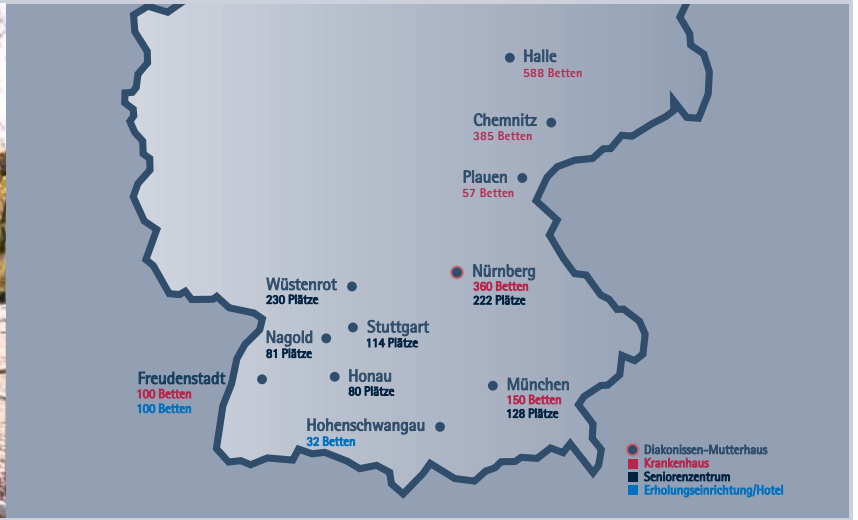 Halle
588 Betten
Chemnitz
385 Betten
Plauen
57 Betten
Nürnberg
360 Betten
222 Plätze
Wüstenrot
230 Plätze
Stuttgart
114 Plätze
Nagold
81 Plätze
Freudenstadt
100 Betten
100 Betten
Honau
80 Plätze
München
150 Betten
128 Plätze
Hohenschwangau
32 Betten
Diakonissen-Mutterhaus
Krankenhaus
Seniorenzentrum
Erholungseinrichtung/Hotel